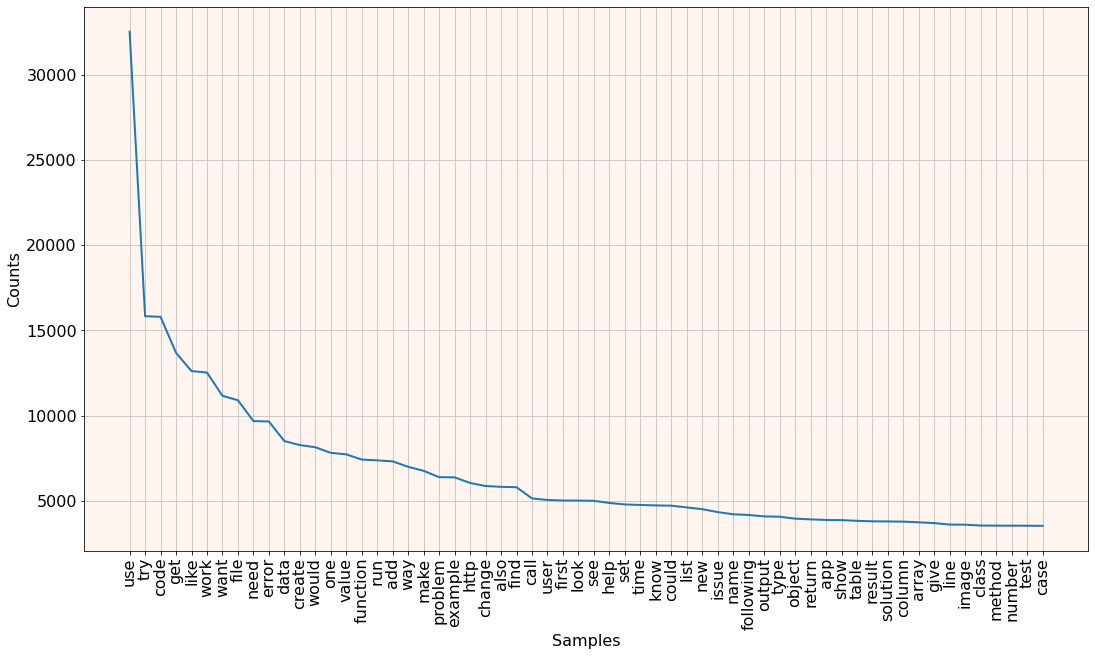 30000
25000
20000
15000
10000
5000
Counts
use try code get like work want file need error data create would one value function run add way make problem example http change also find call user first look see help set time know could list new issue name following output type object return app show table result solution column array give line image class method number test case
Samples